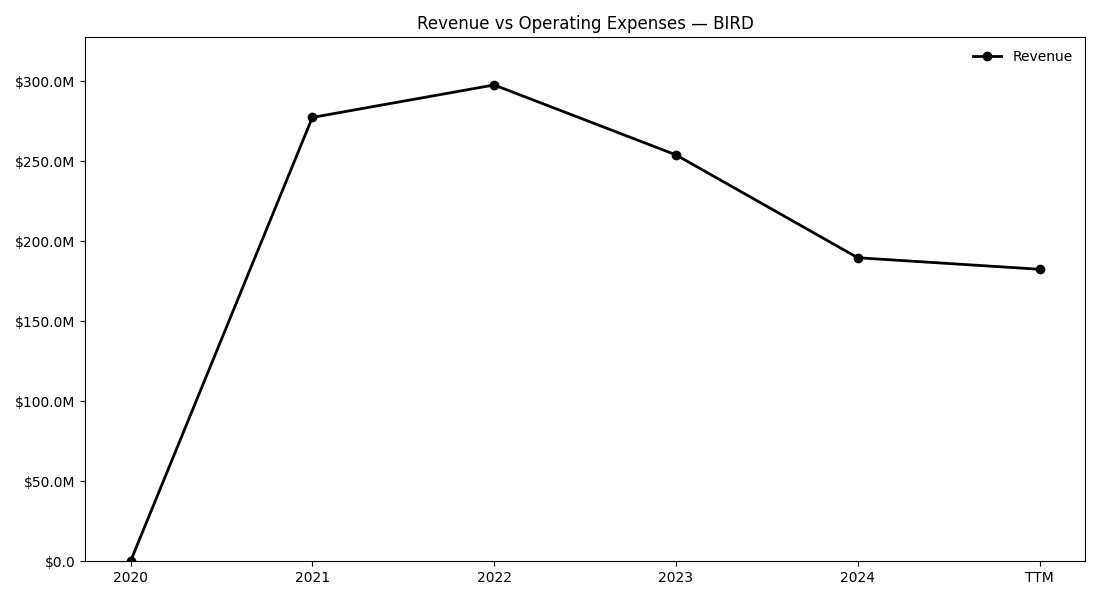 Revenue vs Operating Expenses — BIRD
Revenue
$300.0M
$250.0M
$200.0M
$150.0M
$100.0M
$50.0M
$0.0
2020 2021 2022 2023 2024 TTM